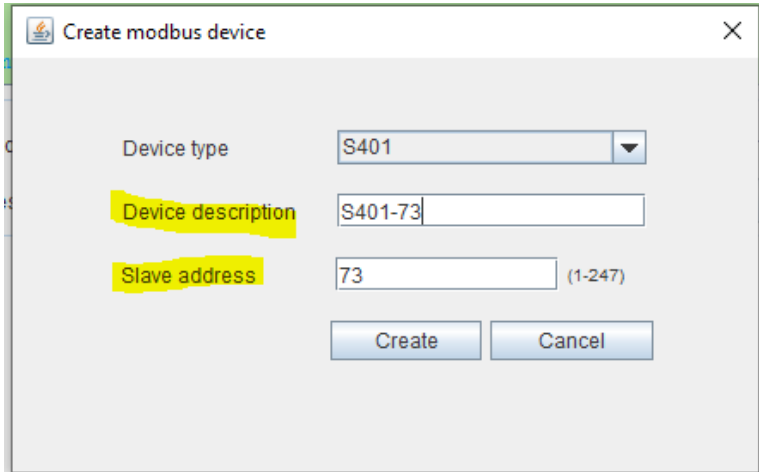 Create modbus device
Device type S401
Device description S401-73
Slave address 73 (1-247)
Create Cancel